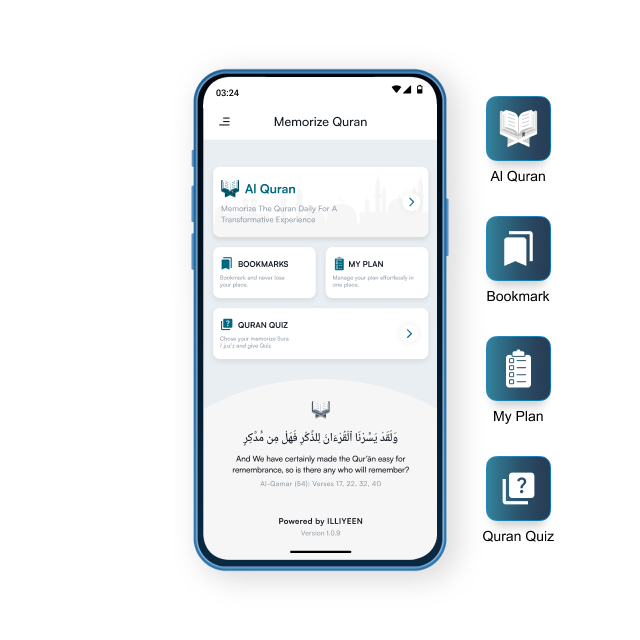 03:24
Memorize Quran
Al Quran
Memorize The Quran Daily For A
Transformative Experience
BOOKMARKS
Bookmark and never lose
your place.
MY PLAN
Manage your plan effortlessly in
one place.
QURAN QUIZ
Chose your memorize Sura
/ juz'z and give Quiz
وَلَقَدْ يَسَّرْنَا ٱلْقُرْءَانَ لِلذِّكْرِ فَهَلْ مِن مُّدَّكِرٍ
And We have certainly made the Qur'ān easy for
remembrance, so is there any who will remember?
Al-Qamar (54): Verses 17, 22, 32, 40
Powered by ILLIYEEN
Version 1.0.9
Al Quran
Bookmark
My Plan
Quran Quiz